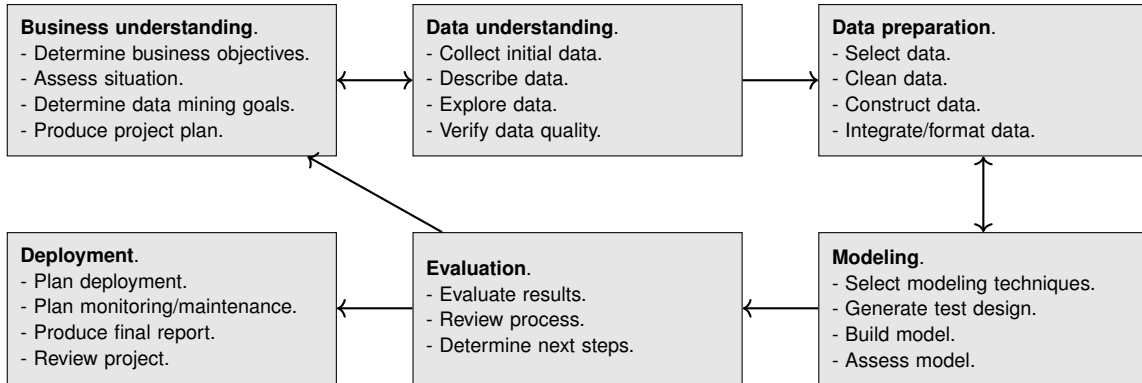 Business understanding.
- Determine business objectives.
- Assess situation.
- Determine data mining goals.
- Produce project plan.
Data understanding.
- Collect initial data.
- Describe data.
- Explore data.
- Verify data quality.
Data preparation.
- Select data.
- Clean data.
- Construct data.
- Integrate/format data.
Deployment.
- Plan deployment.
- Plan monitoring/maintenance.
- Produce final report.
- Review project.
Evaluation.
- Evaluate results.
- Review process.
- Determine next steps.
Modeling.
- Select modeling techniques.
- Generate test design.
- Build model.
- Assess model.